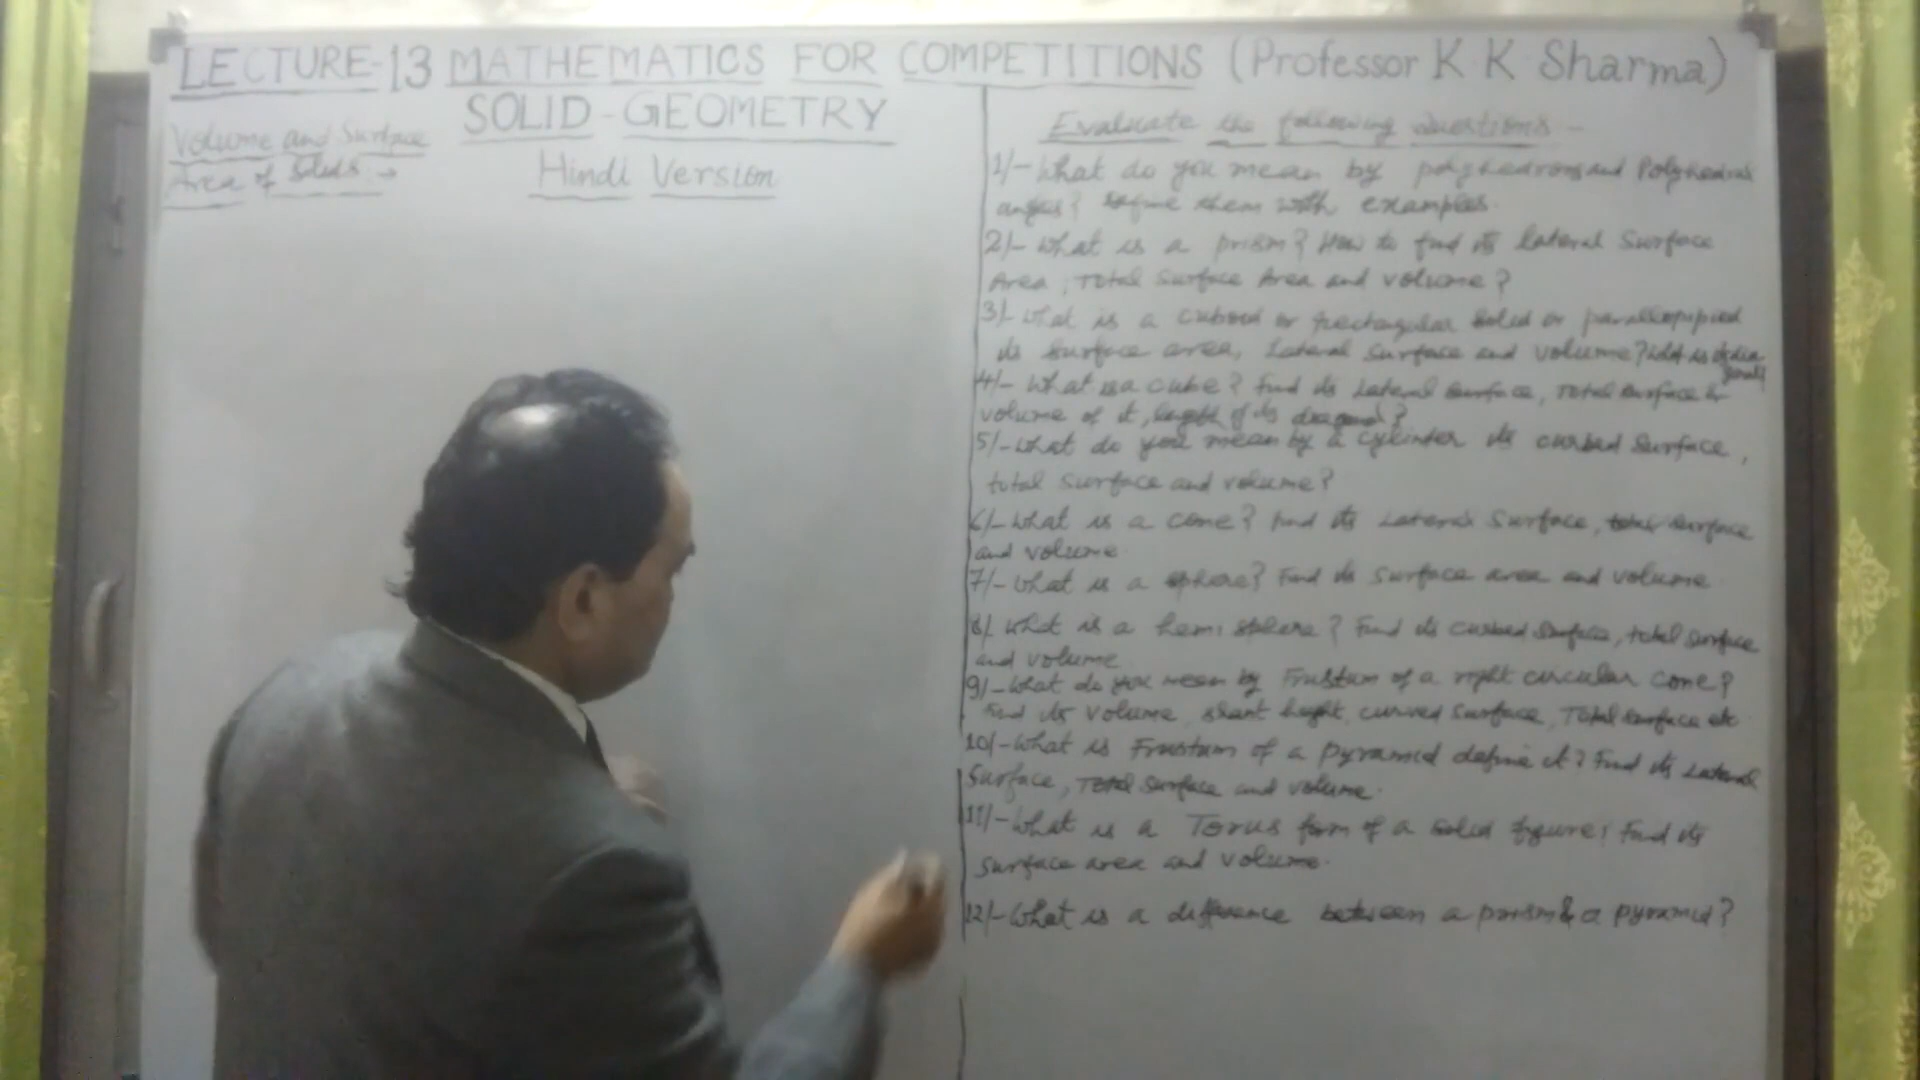 LECTURE-13 MATHEMATICS FOR COMPETITIONS (Professor K K Sharma)
SOLID-GEOMETRY
Volume and Surface
Area of Solids →
Hindi Version
Evaluate the following Questions -
1/- What do you mean by polyhedrons and Polyhedral
angles? define them with examples.
2/- What is a prism? How to find its lateral Surface
Area, Total Surface Area and volume?
3/- What is a cuboid or rectangular Solid or parallopipied
its surface area, Lateral surface and volume?
4/- What is a cube? Find its Lateral surface, Total surface &
volume of it, length of its diagonal?
5/- What do you mean by a cylinter its curbed Surface,
total surface and volume?
6/- What is a cone? Find its Lateral Surface, total surface
and volume
7/- What is a sphere? Find its surface area and volume
8/- What is a hemisphere? Find its curbed surface, total surface
and volume
9/- What do you mean by Frustum of a right circular cone?
Find its Volume, slant height, curved surface, Total surface etc.
10/- What is Frustum of a pyramid define it? Find its Lateral
Surface, Total surface and volume.
11/- What is a Torus form of a solid figure? Find its
surface area and volume.
12/- What is a difference between a prism & a pyramid?